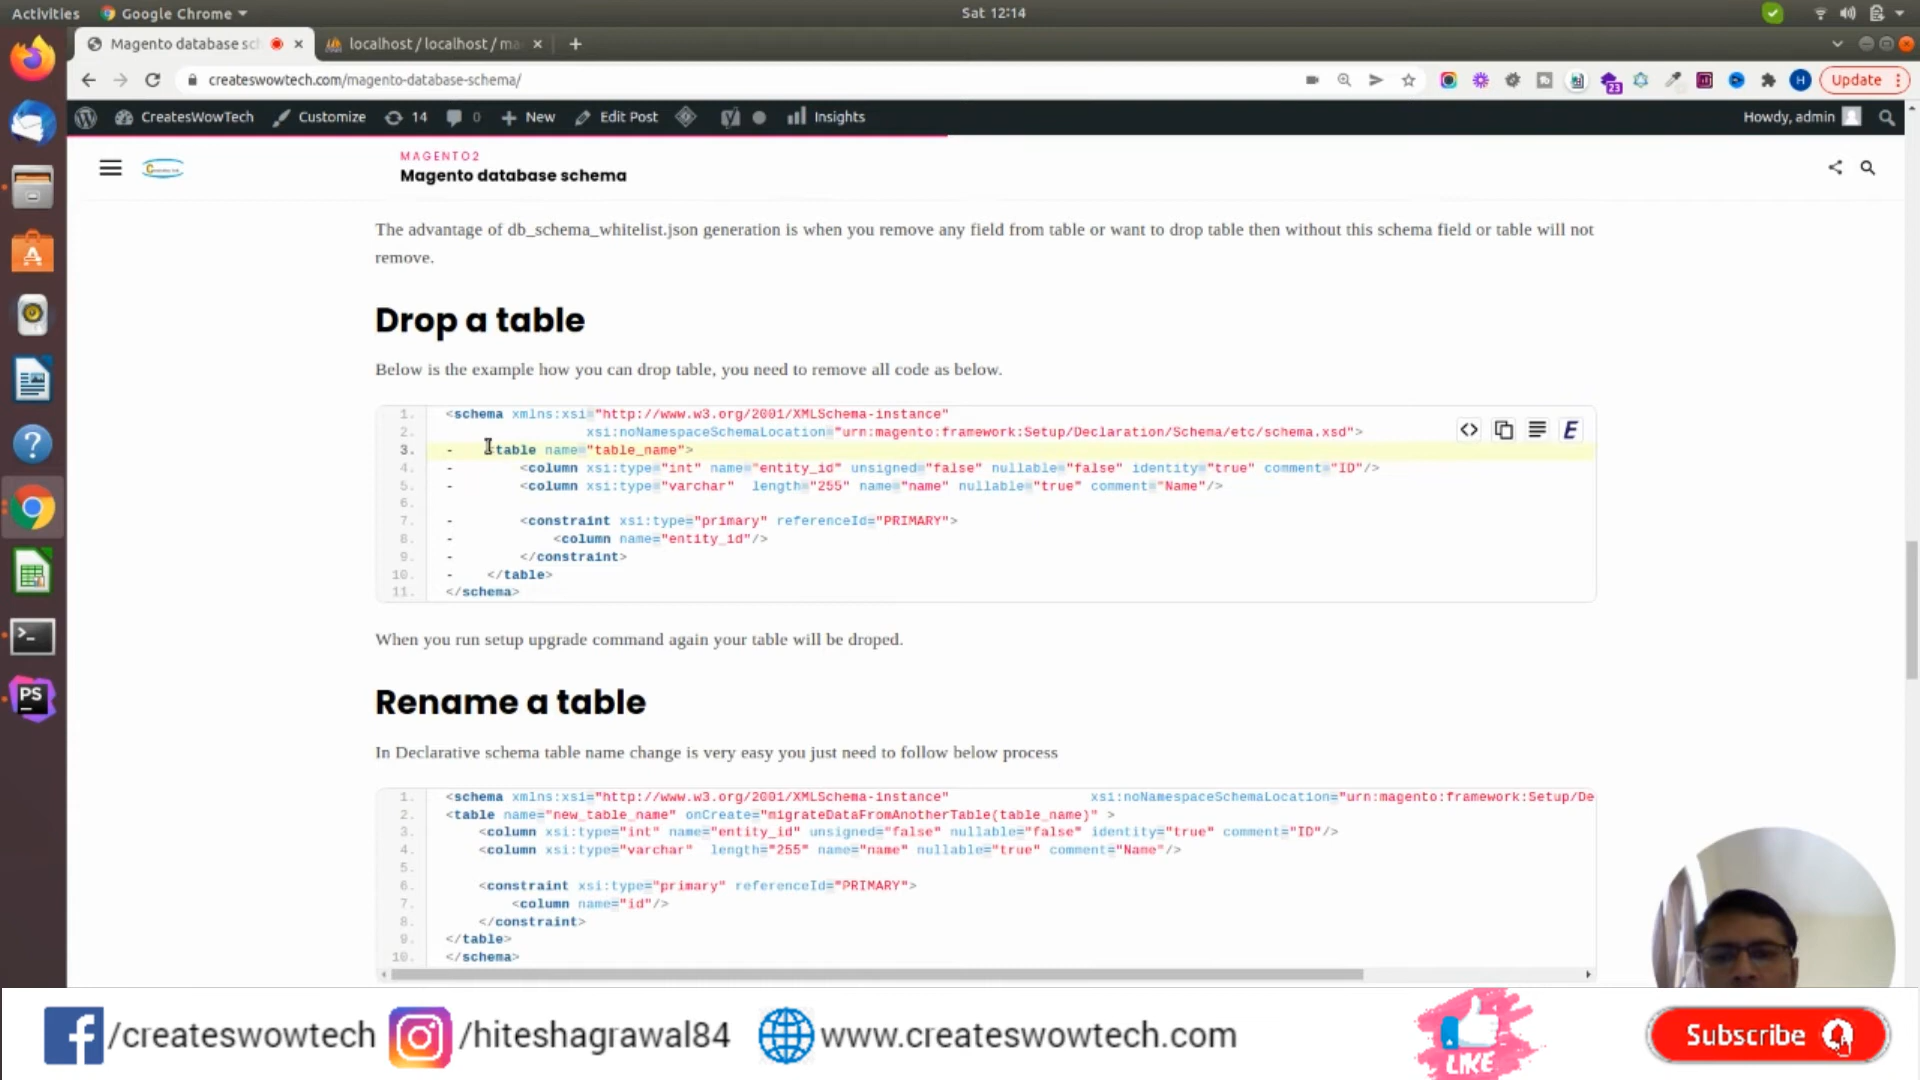 Activities Google Chrome Sat 12:14
Magento database sc localhost / localhost / ma
createswowtech.com/magento-database-schema/ 23 H Update
CreatesWowTech Customize 14 0 New Edit Post Insights Howdy, admin
MAGENTO2
Magento database schema
The advantage of db_schema_whitelist.json generation is when you remove any field from table or want to drop table then without this schema field or table will not
remove.
Drop a table
Below is the example how you can drop table, you need to remove all code as below.
1. <schema xmlns:xsi="http://www.w3.org/2001/XMLSchema-instance"
2. xsi:noNamespaceSchemaLocation="urn:magento:framework:Setup/Declaration/Schema/etc/schema.xsd">
3. - <table name="table_name">
4. - <column xsi:type="int" name="entity_id" unsigned="false" nullable="false" identity="true" comment="ID"/>
5. - <column xsi:type="varchar" length="255" name="name" nullable="true" comment="Name"/>
6.
7. - <constraint xsi:type="primary" referenceId="PRIMARY">
8. - <column name="entity_id"/>
9. - </constraint>
10. - </table>
11. </schema>
When you run setup upgrade command again your table will be droped.
Rename a table
In Declarative schema table name change is very easy you just need to follow below process
1. <schema xmlns:xsi="http://www.w3.org/2001/XMLSchema-instance" xsi:noNamespaceSchemaLocation="urn:magento:framework:Setup/De
2. <table name="new_table_name" onCreate="migrateDataFromAnotherTable(table_name)" >
3. <column xsi:type="int" name="entity_id" unsigned="false" nullable="false" identity="true" comment="ID"/>
4. <column xsi:type="varchar" length="255" name="name" nullable="true" comment="Name"/>
5.
6. <constraint xsi:type="primary" referenceId="PRIMARY">
7. <column name="id"/>
8. </constraint>
9. </table>
10. </schema>
/createswowtech /hiteshagrawal84 www.createswowtech.com LIKE Subscribe